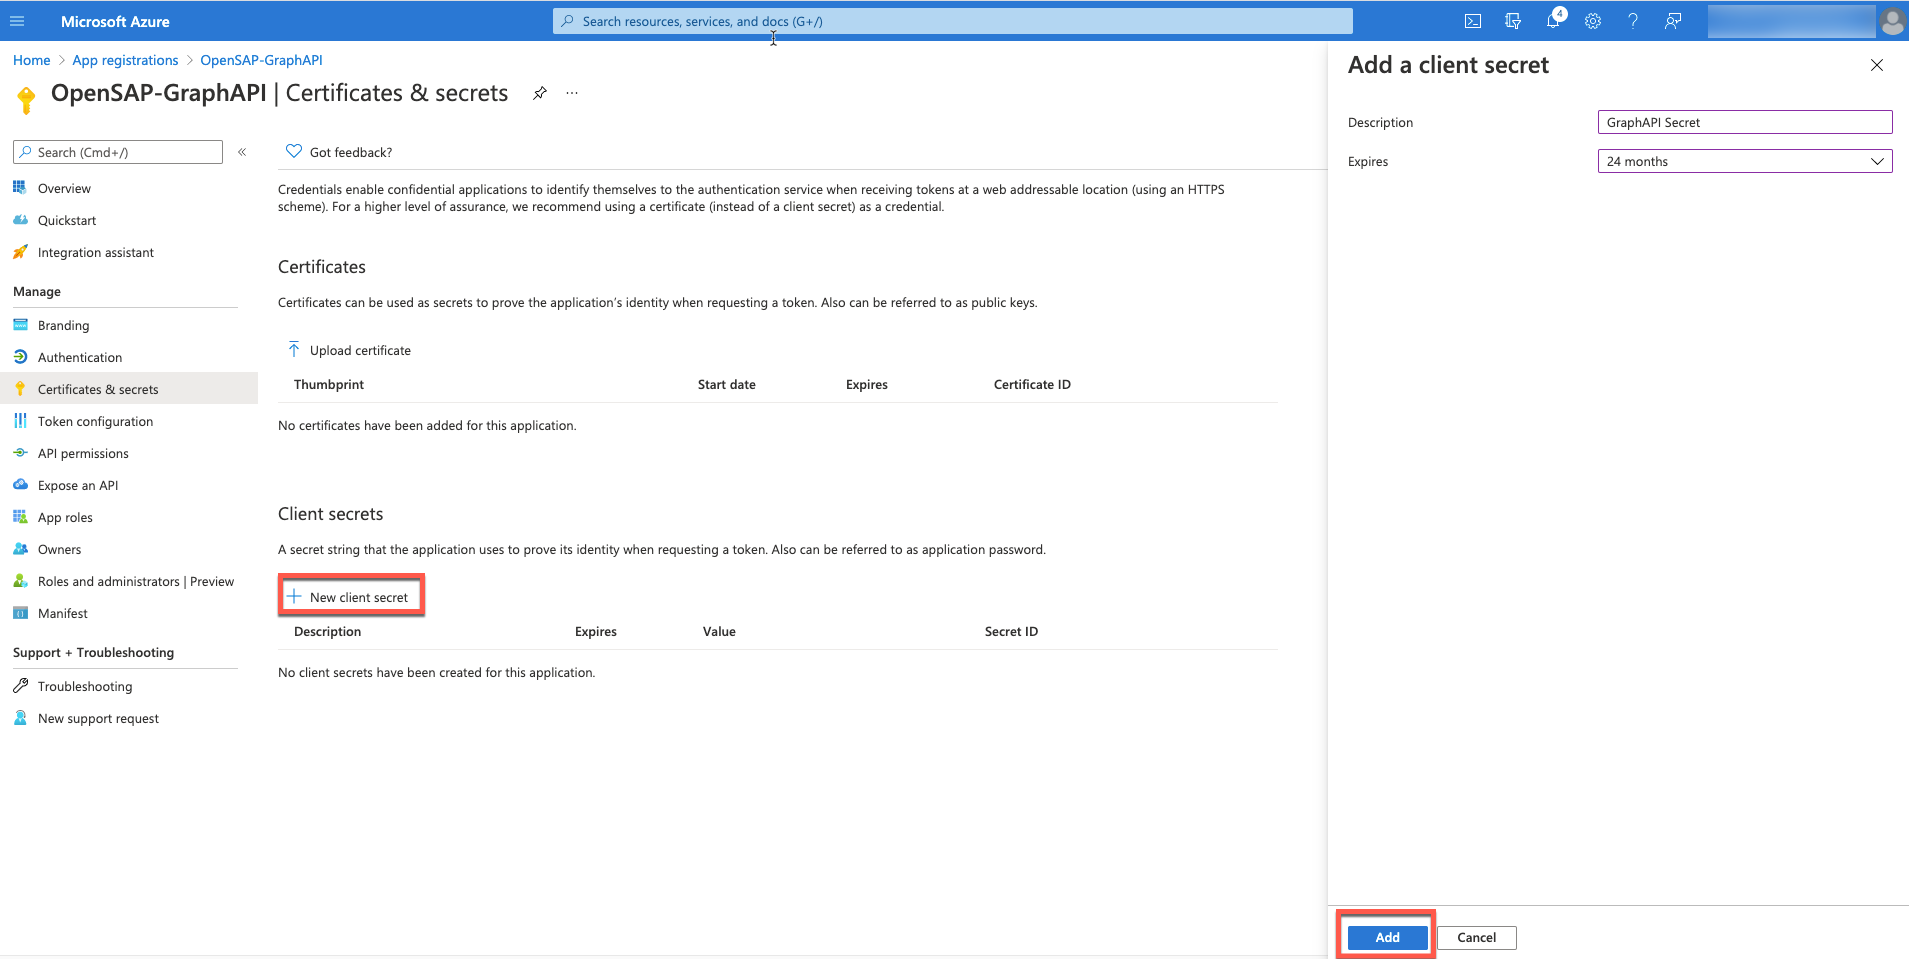 Microsoft Azure
Search resources, services, and docs (G+/)
4
Home > App registrations > OpenSAP-GraphAPI
OpenSAP-GraphAPI | Certificates & secrets
...
Search (Cmd+/)
«
Overview
Quickstart
Integration assistant
Manage
Branding
Authentication
Certificates & secrets
Token configuration
API permissions
Expose an API
App roles
Owners
Roles and administrators | Preview
Manifest
Support + Troubleshooting
Troubleshooting
New support request
Got feedback?
Credentials enable confidential applications to identify themselves to the authentication service when receiving tokens at a web addressable location (using an HTTPS
scheme). For a higher level of assurance, we recommend using a certificate (instead of a client secret) as a credential.
Certificates
Certificates can be used as secrets to prove the application's identity when requesting a token. Also can be referred to as public keys.
Upload certificate
Thumbprint Start date Expires Certificate ID
No certificates have been added for this application.
Client secrets
A secret string that the application uses to prove its identity when requesting a token. Also can be referred to as application password.
New client secret
Description Expires Value Secret ID
No client secrets have been created for this application.
Add a client secret
Description GraphAPI Secret
Expires 24 months
Add Cancel